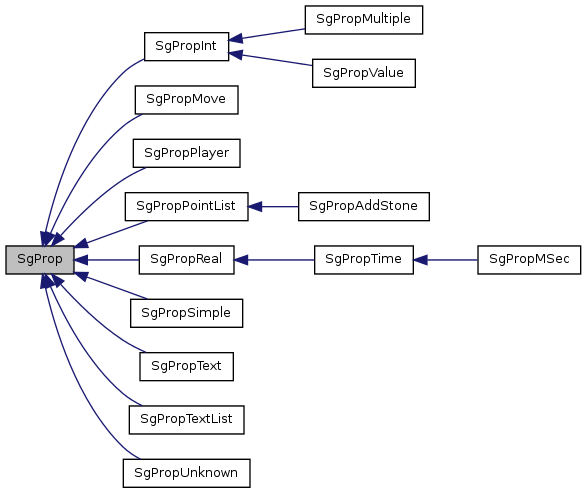 SgPropMultiple
SgPropInt
SgPropValue
SgPropMove
SgPropPlayer
SgPropPointList
SgPropAddStone
SgProp
SgPropReal
SgPropTime
SgPropMSec
SgPropSimple
SgPropText
SgPropTextList
SgPropUnknown